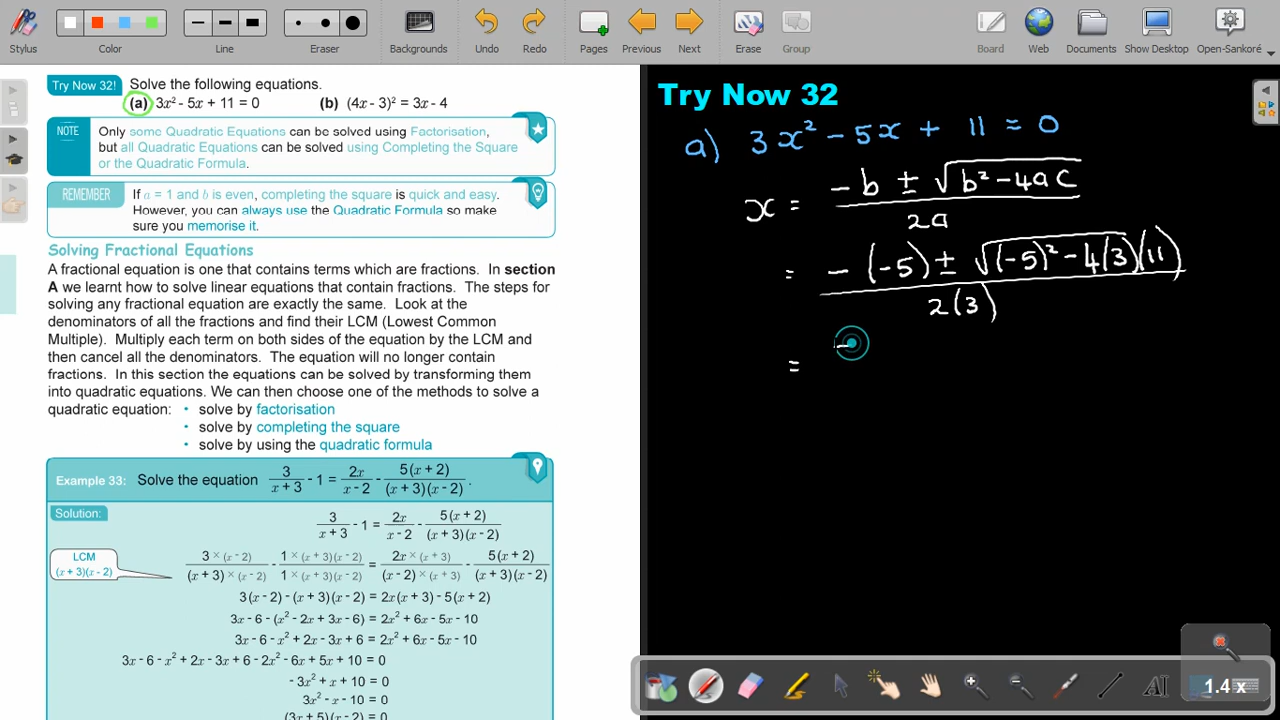 Stylus Color Line Eraser Backgrounds Undo Redo Pages Previous Next Erase Group Board Web Documents Show Desktop Open-Sankoré
Try Now 32! Solve the following equations.
(a) 3x² - 5x + 11 = 0 (b) (4x - 3)² = 3x - 4
NOTE Only some Quadratic Equations can be solved using Factorisation,
but all Quadratic Equations can be solved using Completing the Square
or the Quadratic Formula.
REMEMBER If a = 1 and b is even, completing the square is quick and easy.
However, you can always use the Quadratic Formula so make
sure you memorise it.
Solving Fractional Equations
A fractional equation is one that contains terms which are fractions. In section
A we learnt how to solve linear equations that contain fractions. The steps for
solving any fractional equation are exactly the same. Look at the
denominators of all the fractions and find their LCM (Lowest Common
Multiple). Multiply each term on both sides of the equation by the LCM and
then cancel all the denominators. The equation will no longer contain
fractions. In this section the equations can be solved by transforming them
into quadratic equations. We can then choose one of the methods to solve a
quadratic equation: • solve by factorisation
• solve by completing the square
• solve by using the quadratic formula
Example 33: Solve the equation 3/(x + 3) - 1 = 2x/(x - 2) - 5(x + 2)/((x + 3)(x - 2)).
Solution:
3/(x + 3) - 1 = 2x/(x - 2) - 5(x + 2)/((x + 3)(x - 2))
LCM
(x + 3)(x - 2)
3 × (x - 2)/((x + 3) × (x - 2)) - 1 × (x + 3)(x - 2)/(1 × (x + 3)(x - 2)) = 2x × (x + 3)/((x - 2) × (x + 3)) - 5(x + 2)/((x + 3)(x - 2))
3(x - 2) - (x + 3)(x - 2) = 2x(x + 3) - 5(x + 2)
3x - 6 - (x² - 2x + 3x - 6) = 2x² + 6x - 5x - 10
3x - 6 - x² + 2x - 3x + 6 = 2x² + 6x - 5x - 10
3x - 6 - x² + 2x - 3x + 6 - 2x² - 6x + 5x + 10 = 0
- 3x² + x + 10 = 0
3x² - x - 10 = 0
(3x + 5)(x - 2) = 0
Try Now 32
a) 3x² - 5x + 11 = 0
x = (-b ± √(b² - 4ac))/2a
= (-(-5) ± √((-5)² - 4(3)(11)))/2(3)
=
1.4 x